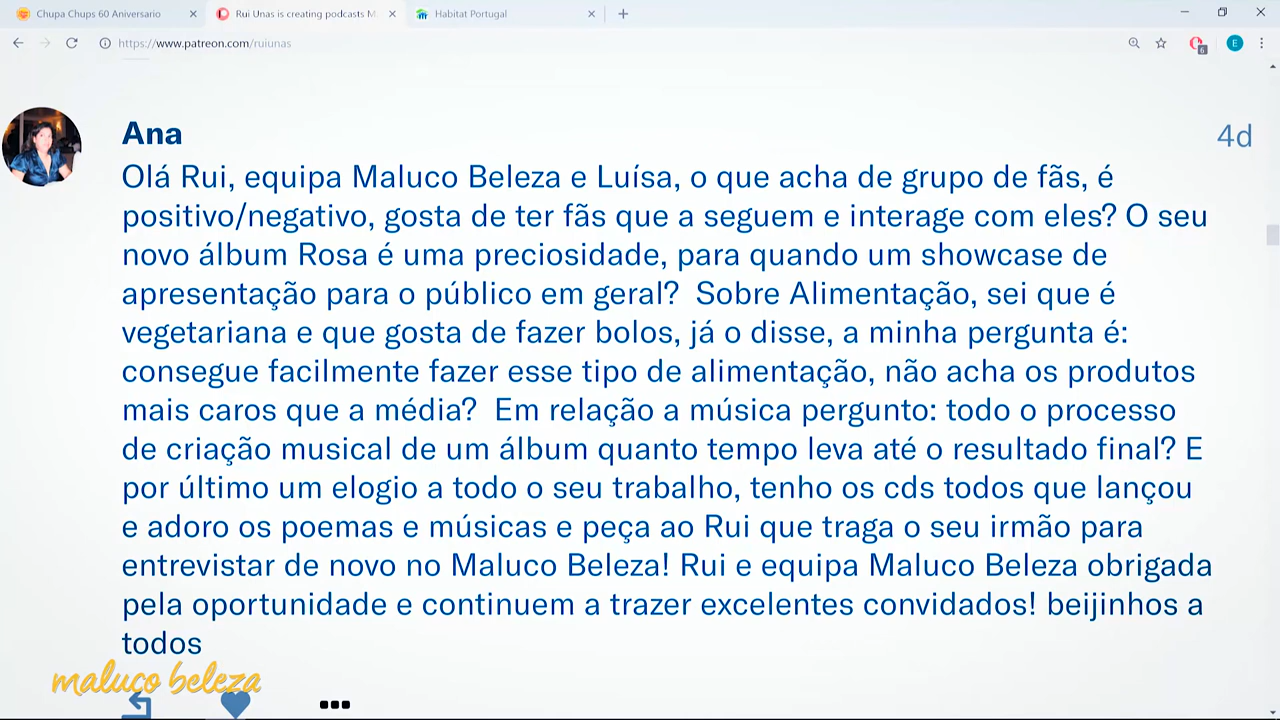 Chupa Chups 60 Aniversario
Rui Unas is creating podcasts M
Habitat Portugal
https://www.patreon.com/ruiunas
6
E
Ana
4d
Olá Rui, equipa Maluco Beleza e Luísa, o que acha de grupo de fãs, é
positivo/negativo, gosta de ter fãs que a seguem e interage com eles? O seu
novo álbum Rosa é uma preciosidade, para quando um showcase de
apresentação para o público em geral?  Sobre Alimentação, sei que é
vegetariana e que gosta de fazer bolos, já o disse, a minha pergunta é:
consegue facilmente fazer esse tipo de alimentação, não acha os produtos
mais caros que a média?  Em relação a música pergunto: todo o processo
de criação musical de um álbum quanto tempo leva até o resultado final? E
por último um elogio a todo o seu trabalho, tenho os cds todos que lançou
e adoro os poemas e músicas e peça ao Rui que traga o seu irmão para
entrevistar de novo no Maluco Beleza! Rui e equipa Maluco Beleza obrigada
pela oportunidade e continuem a trazer excelentes convidados! beijinhos a
todos
maluco beleza